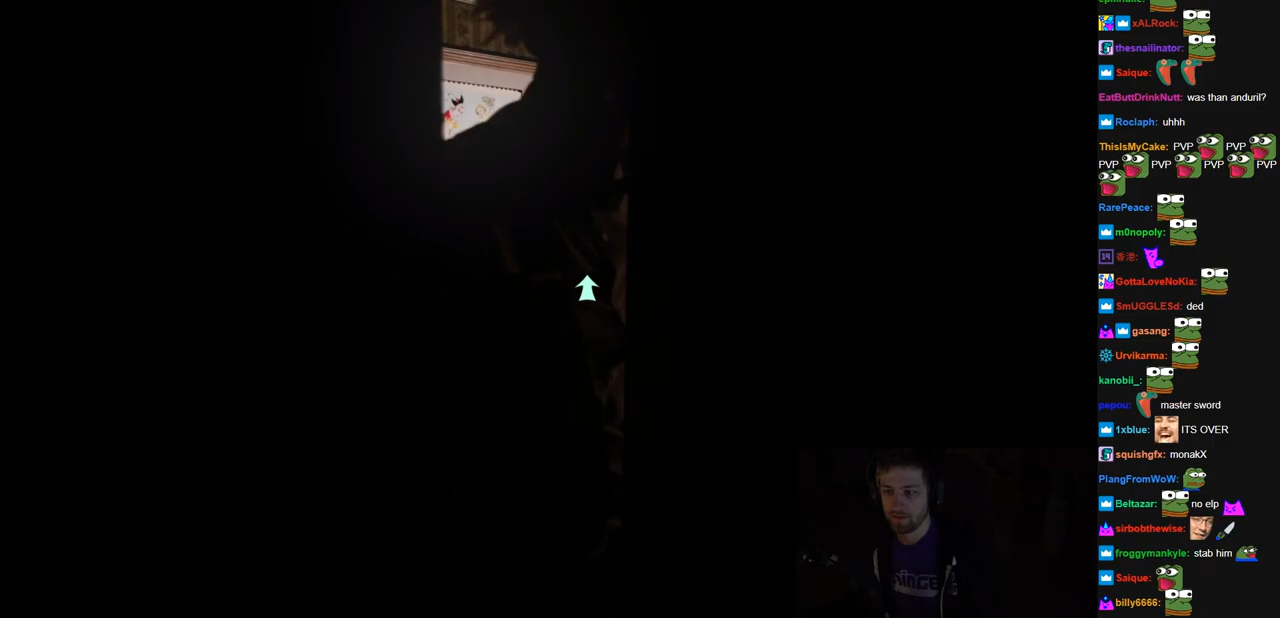 xALRock:
thesnailinator:
Saique:
EatButtDrinkNutt: was than anduril?
Roclaph: uhhh
ThisIsMyCake: PVP PVP
PVP PVP PVP PVP
RarePeace:
m0nopoly:
19 香港:
GottaLoveNoKia:
SmUGGLESd: ded
gasang:
Urvikarma:
kanobii_:
pepou: master sword
1xblue: ITS OVER
squishgfx: monakX
PlangFromWoW:
Beltazar: no elp
sirbobthewise:
froggymankyle: stab him
Saique:
billy6666: